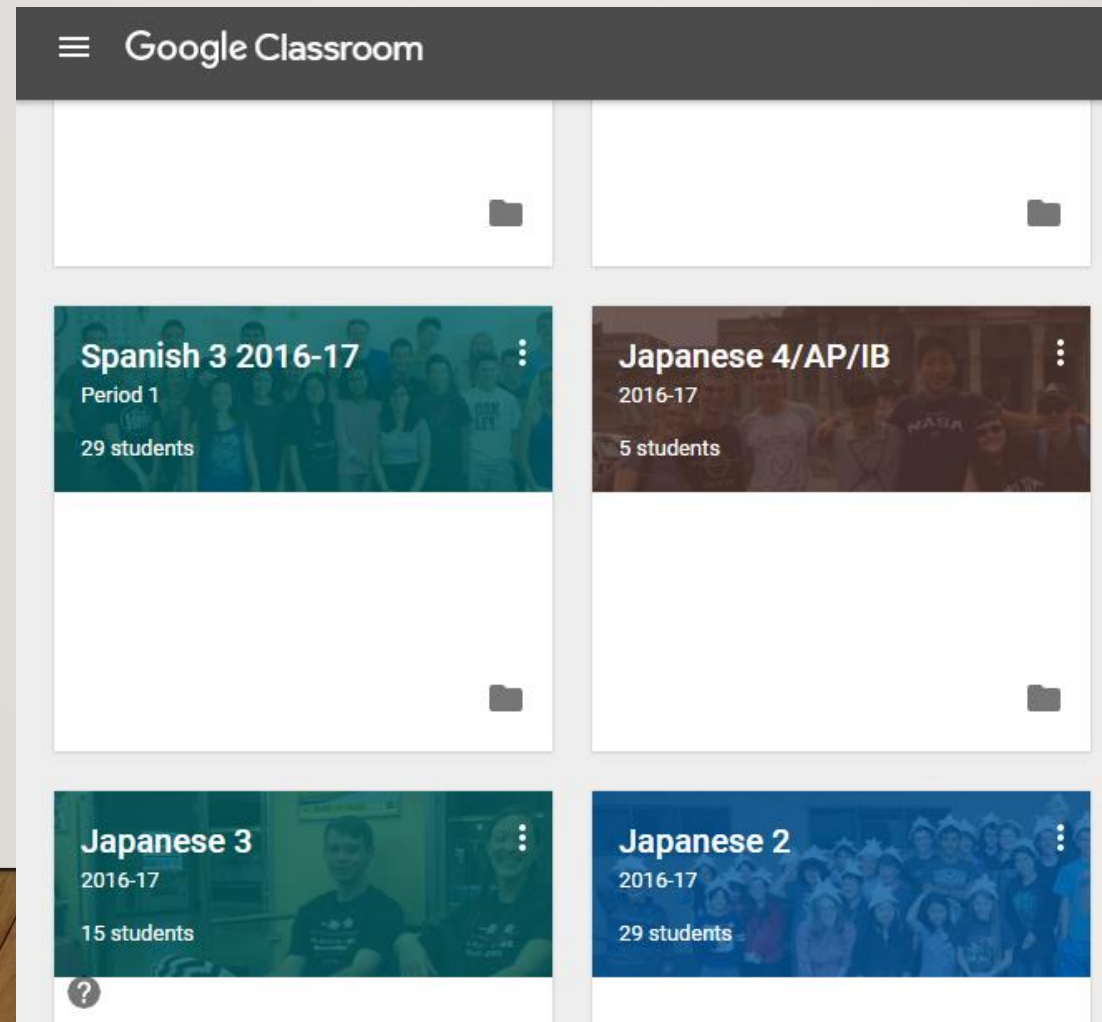 Google Classroom
Spanish 3 2016-17
Period 1
29 students
Japanese 4/AP/IB
2016-17
5 students
NASA
Japanese 3
2016-17
15 students
Japanese 2
2016-17
29 students
?